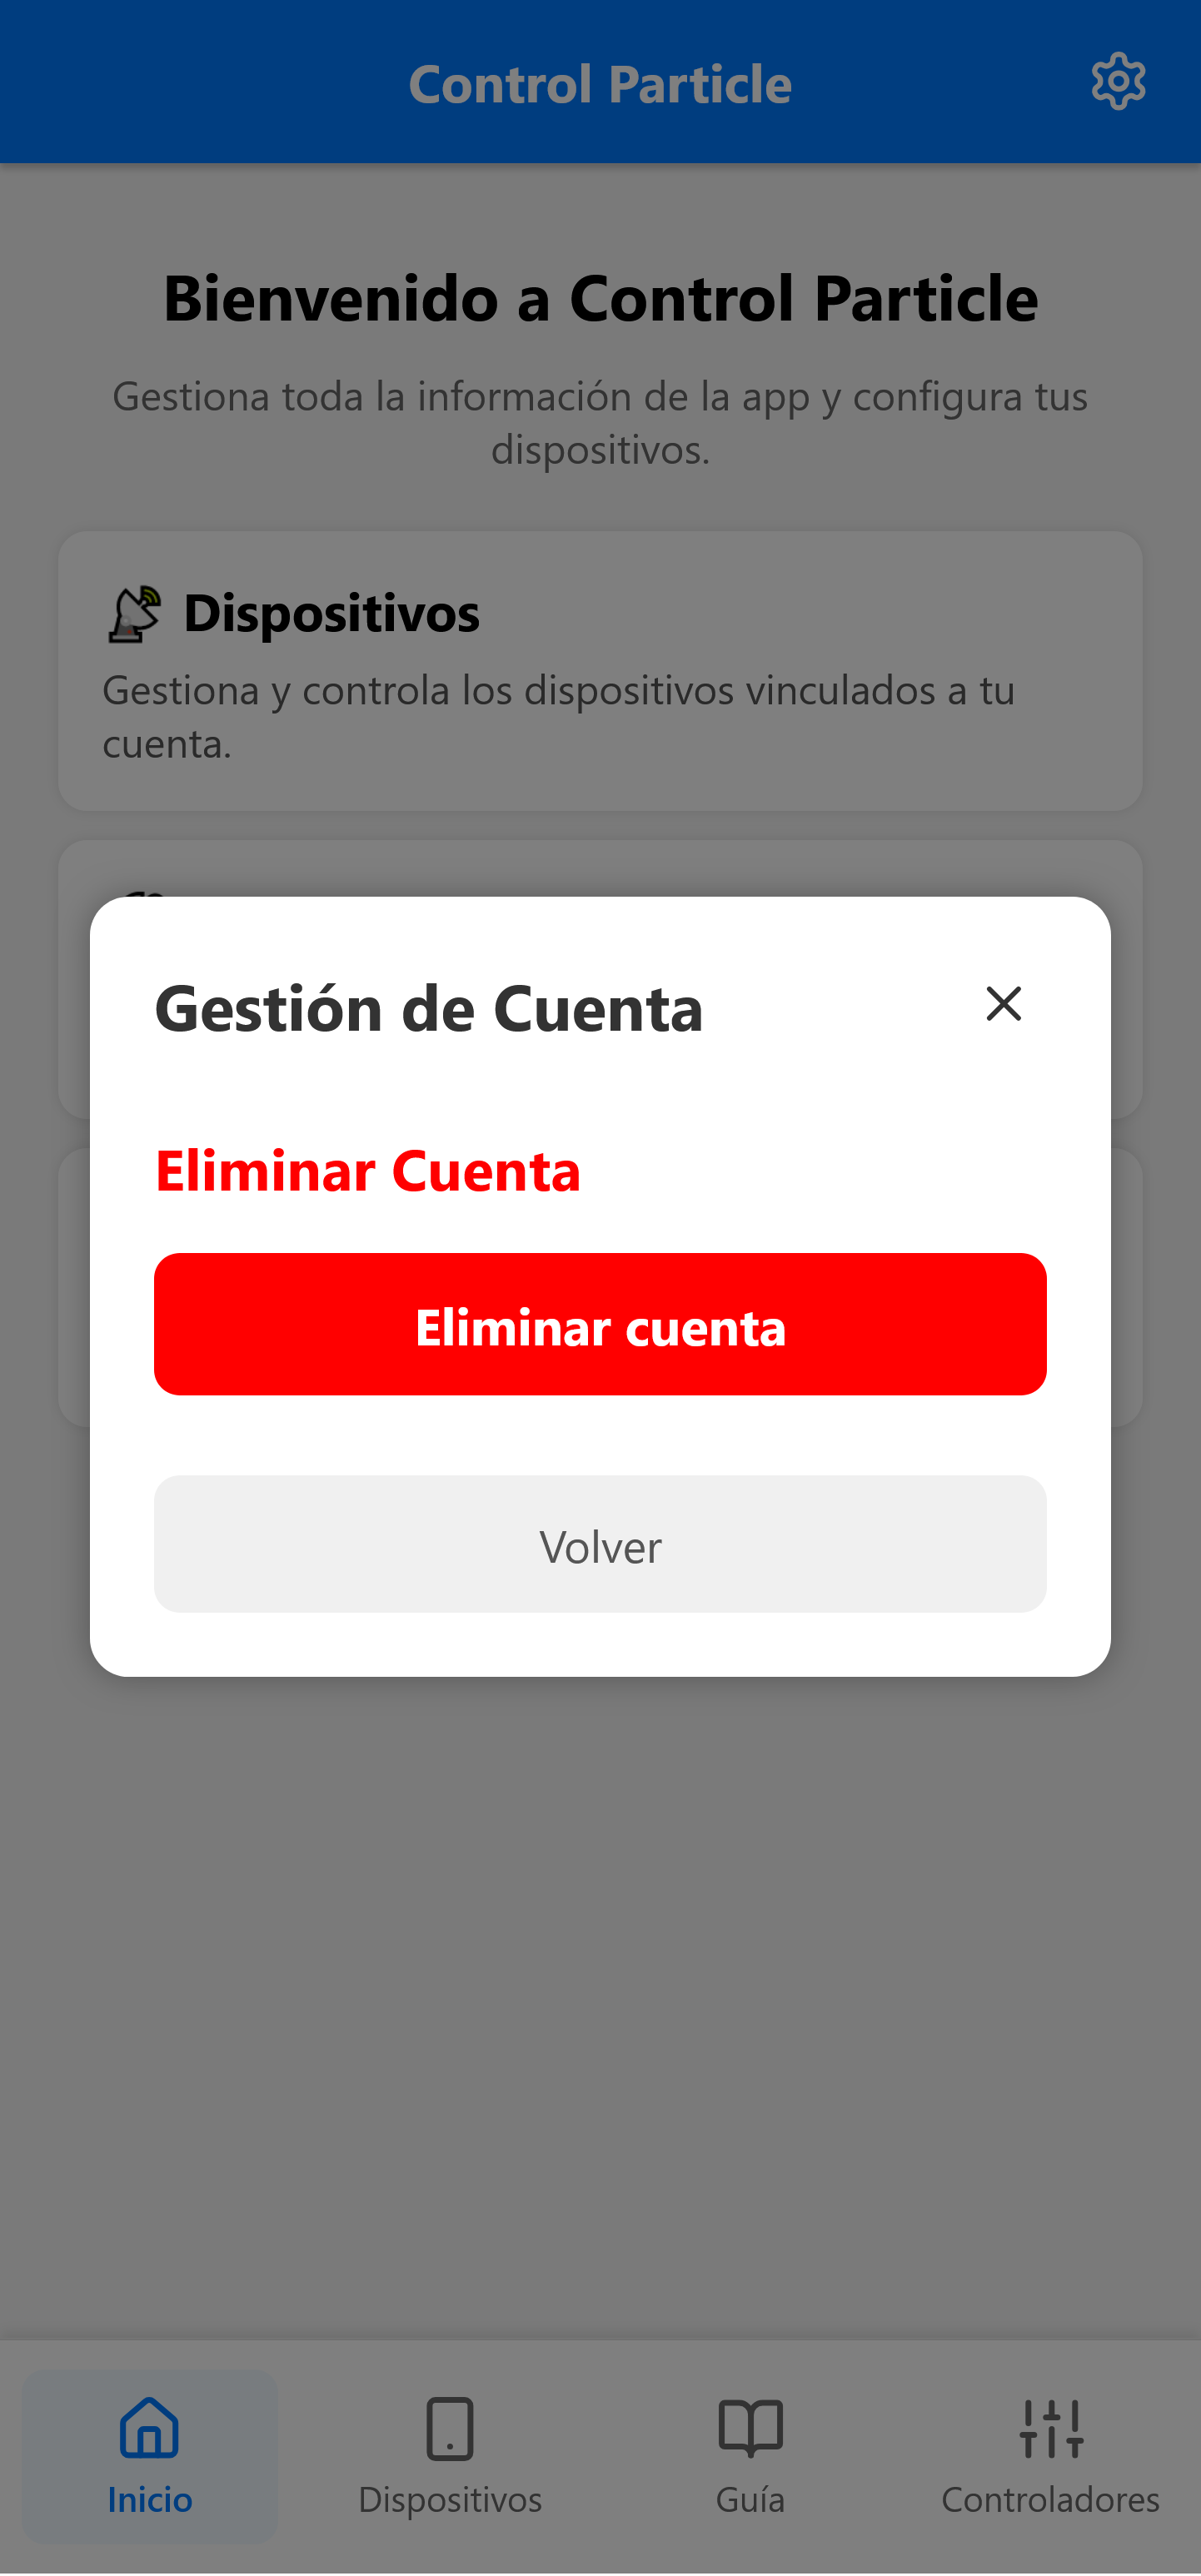 Control Particle
Bienvenido a Control Particle
Gestiona toda la información de la app y configura tus
dispositivos.
Dispositivos
Gestiona y controla los dispositivos vinculados a tu
cuenta.
Gestión de Cuenta
Eliminar Cuenta
Eliminar cuenta
Volver
Inicio
Dispositivos
Guía
Controladores